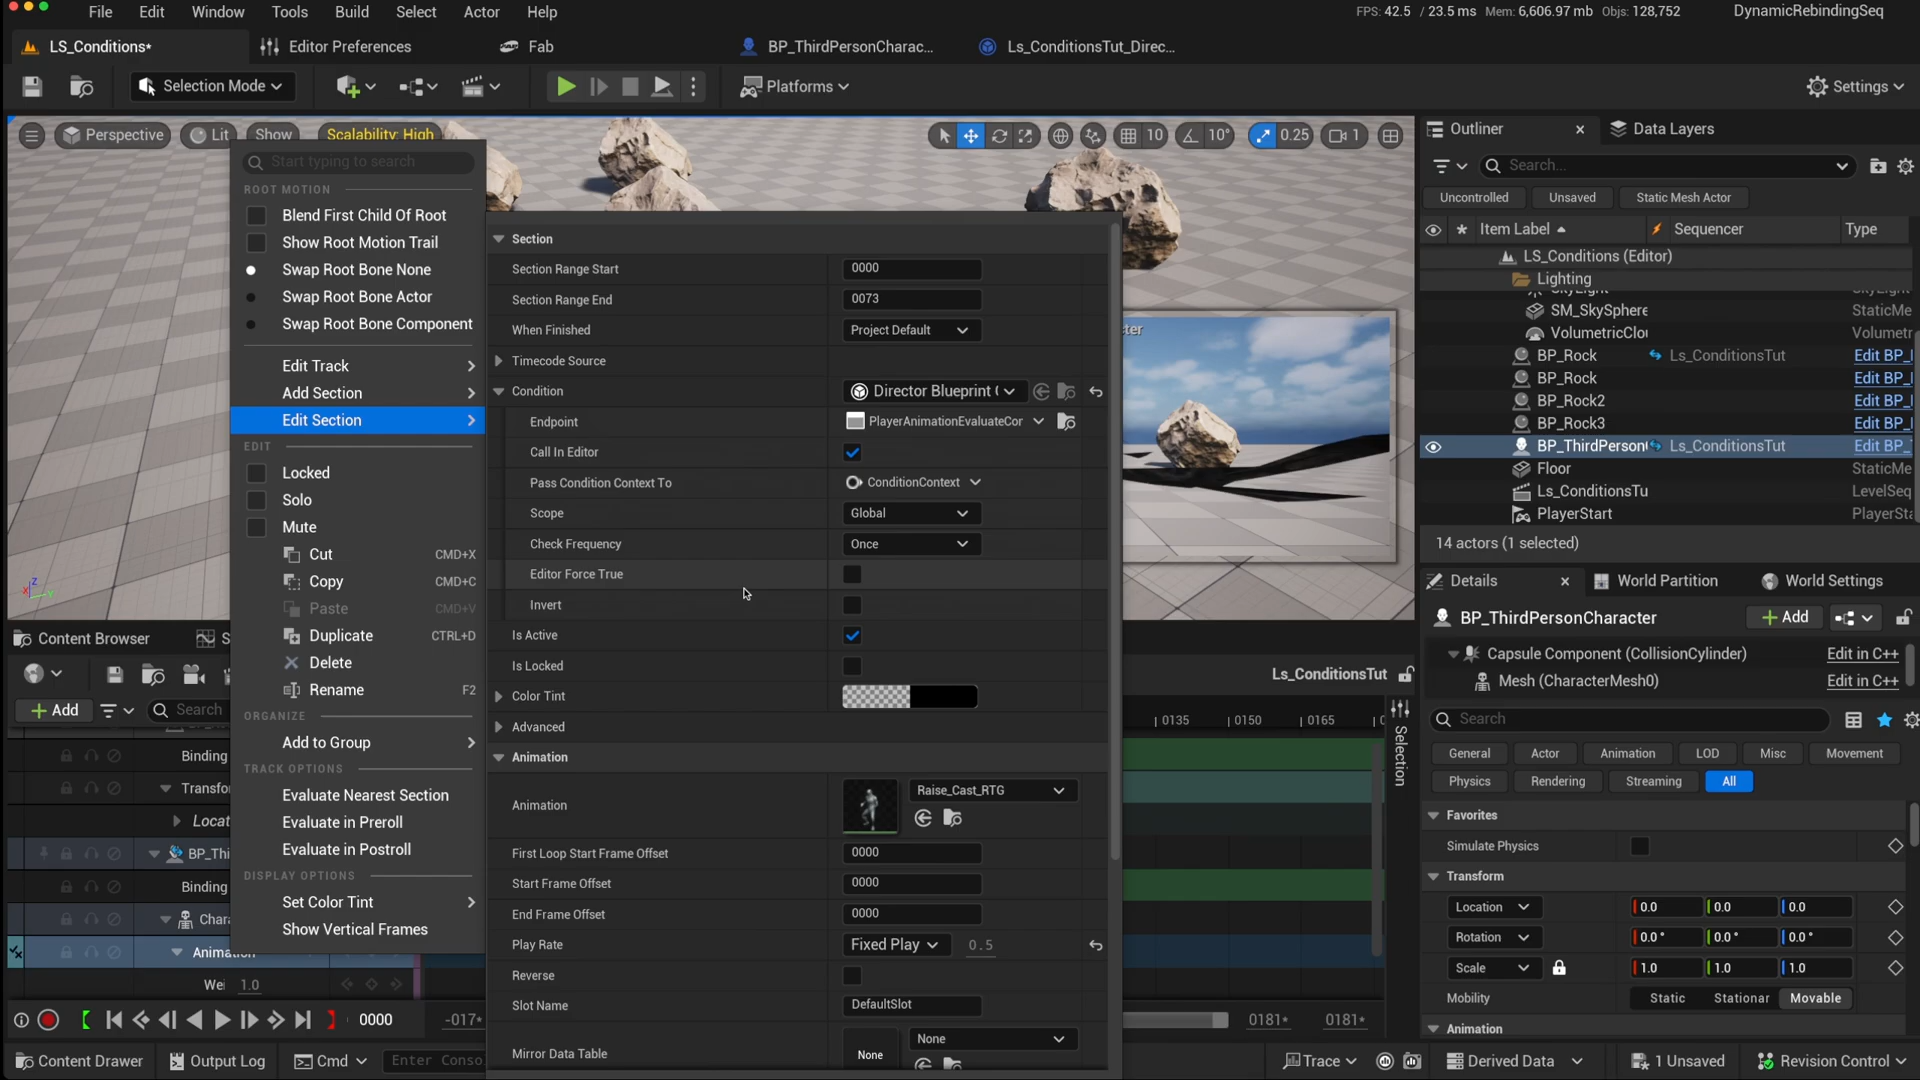 File Edit Window Tools Build Select Actor Help
FPS: 42.5 / 23.5 ms Mem: 6,606.97 mb Objs: 128,752 DynamicRebindingSeq
LS_Conditions* Editor Preferences Fab BP_ThirdPersonCharac... Ls_ConditionsTut_Direc...
Selection Mode Platforms Settings
Perspective Lit Show Scalability: High 10 10° 0.25 1
Start typing to search
ROOT MOTION
Blend First Child Of Root
Show Root Motion Trail
Swap Root Bone None
Swap Root Bone Actor
Swap Root Bone Component
Edit Track
Add Section
Edit Section
EDIT
Locked
Solo
Mute
Cut CMD+X
Copy CMD+C
Paste CMD+V
Duplicate CTRL+D
Delete
Rename F2
ORGANIZE
Add to Group
TRACK OPTIONS
Evaluate Nearest Section
Evaluate in Preroll
Evaluate in Postroll
DISPLAY OPTIONS
Set Color Tint
Show Vertical Frames
Section
Section Range Start 0000
Section Range End 0073
When Finished Project Default
Timecode Source
Condition Director Blueprint (
Endpoint PlayerAnimationEvaluateCor
Call In Editor
Pass Condition Context To ConditionContext
Scope Global
Check Frequency Once
Editor Force True
Invert
Is Active
Is Locked
Color Tint
Advanced
Animation
Animation Raise_Cast_RTG
First Loop Start Frame Offset 0000
Start Frame Offset 0000
End Frame Offset 0000
Play Rate Fixed Play 0.5
Reverse
Slot Name DefaultSlot
Mirror Data Table None None
Outliner Data Layers
Search...
Uncontrolled Unsaved Static Mesh Actor
Item Label Sequencer Type
LS_Conditions (Editor)
Lighting
SM_SkySphere StaticMe
VolumetricClou Volumetr
BP_Rock Ls_ConditionsTut Edit BP_
BP_Rock Edit BP_
BP_Rock2 Edit BP_
BP_Rock3 Edit BP_
BP_ThirdPerson Ls_ConditionsTut Edit BP_
Floor StaticMe
Ls_ConditionsTu LevelSeq
PlayerStart PlayerSta
14 actors (1 selected)
Details World Partition World Settings
BP_ThirdPersonCharacter Add
Capsule Component (CollisionCylinder) Edit in C++
Mesh (CharacterMesh0) Edit in C++
Search
General Actor Animation LOD Misc Movement
Physics Rendering Streaming All
Favorites
Simulate Physics
Transform
Location 0.0 0.0 0.0
Rotation 0.0° 0.0° 0.0°
Scale 1.0 1.0 1.0
Mobility Static Stationar Movable
Animation
Content Browser S
Ls_ConditionsTut
Add Search
0135 0150 0165
Selection
Binding
Transfo
Locat
BP_Thi
Binding
Chara
Animation
Wei 1.0
0000 -017* 0181* 0181*
Content Drawer Output Log Cmd Enter Conso
Trace Derived Data 1 Unsaved Revision Control